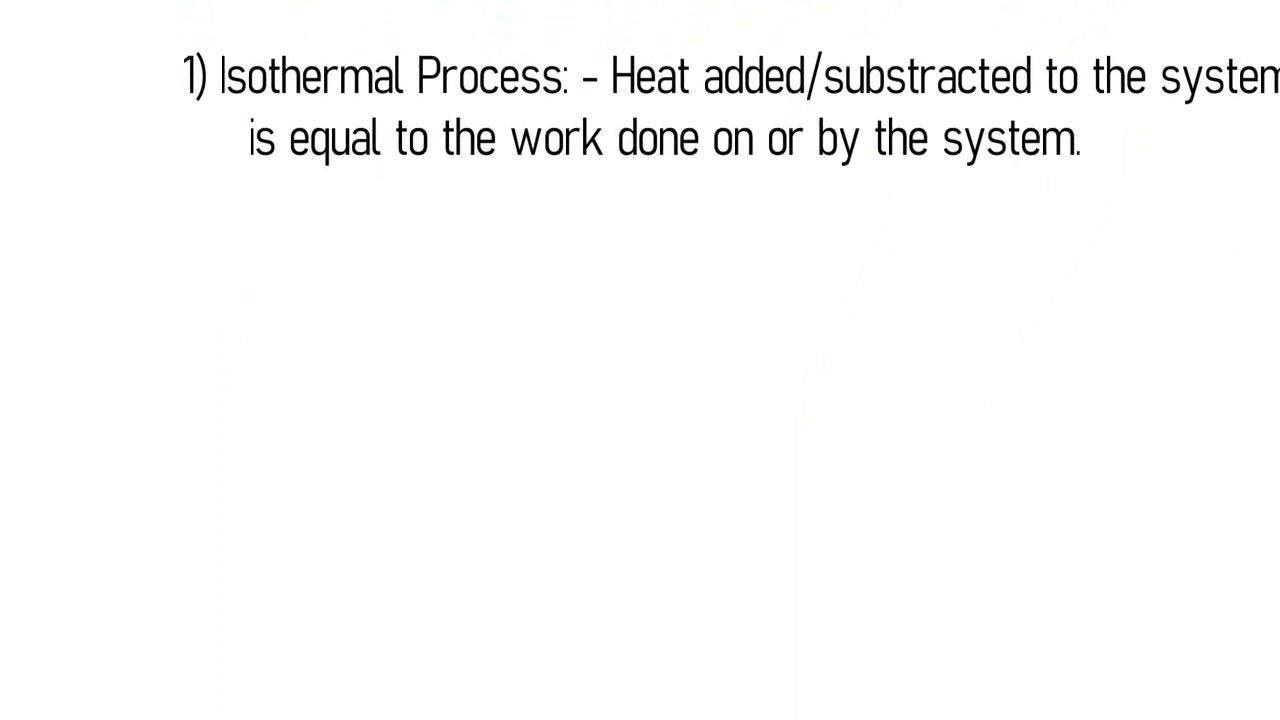 1) Isothermal Process: - Heat added/substracted to the system
is equal to the work done on or by the system.